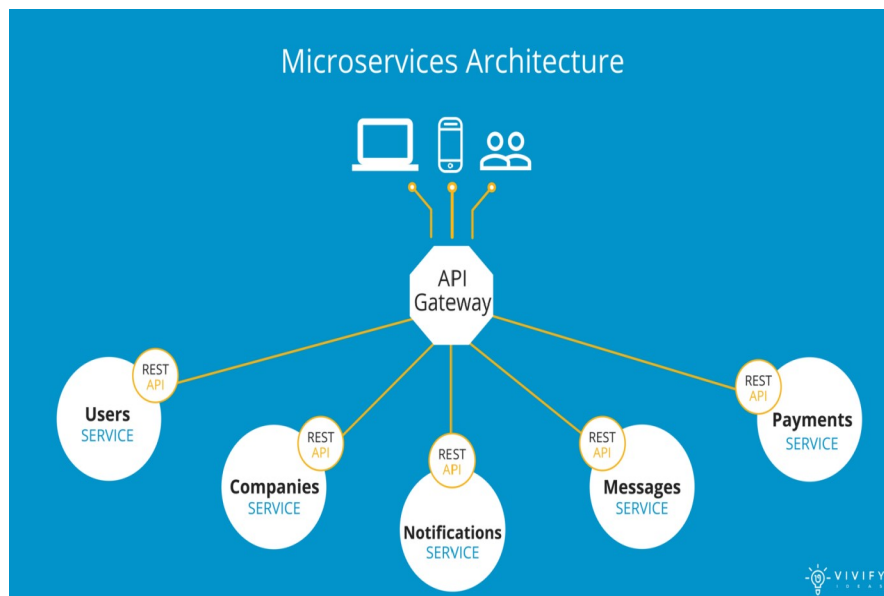 Microservices Architecture
API
Gateway
REST
API
Users
SERVICE
REST
API
Companies
SERVICE
REST
API
Notifications
SERVICE
REST
API
Messages
SERVICE
REST
API
Payments
SERVICE
VIVIFY
IDEAS